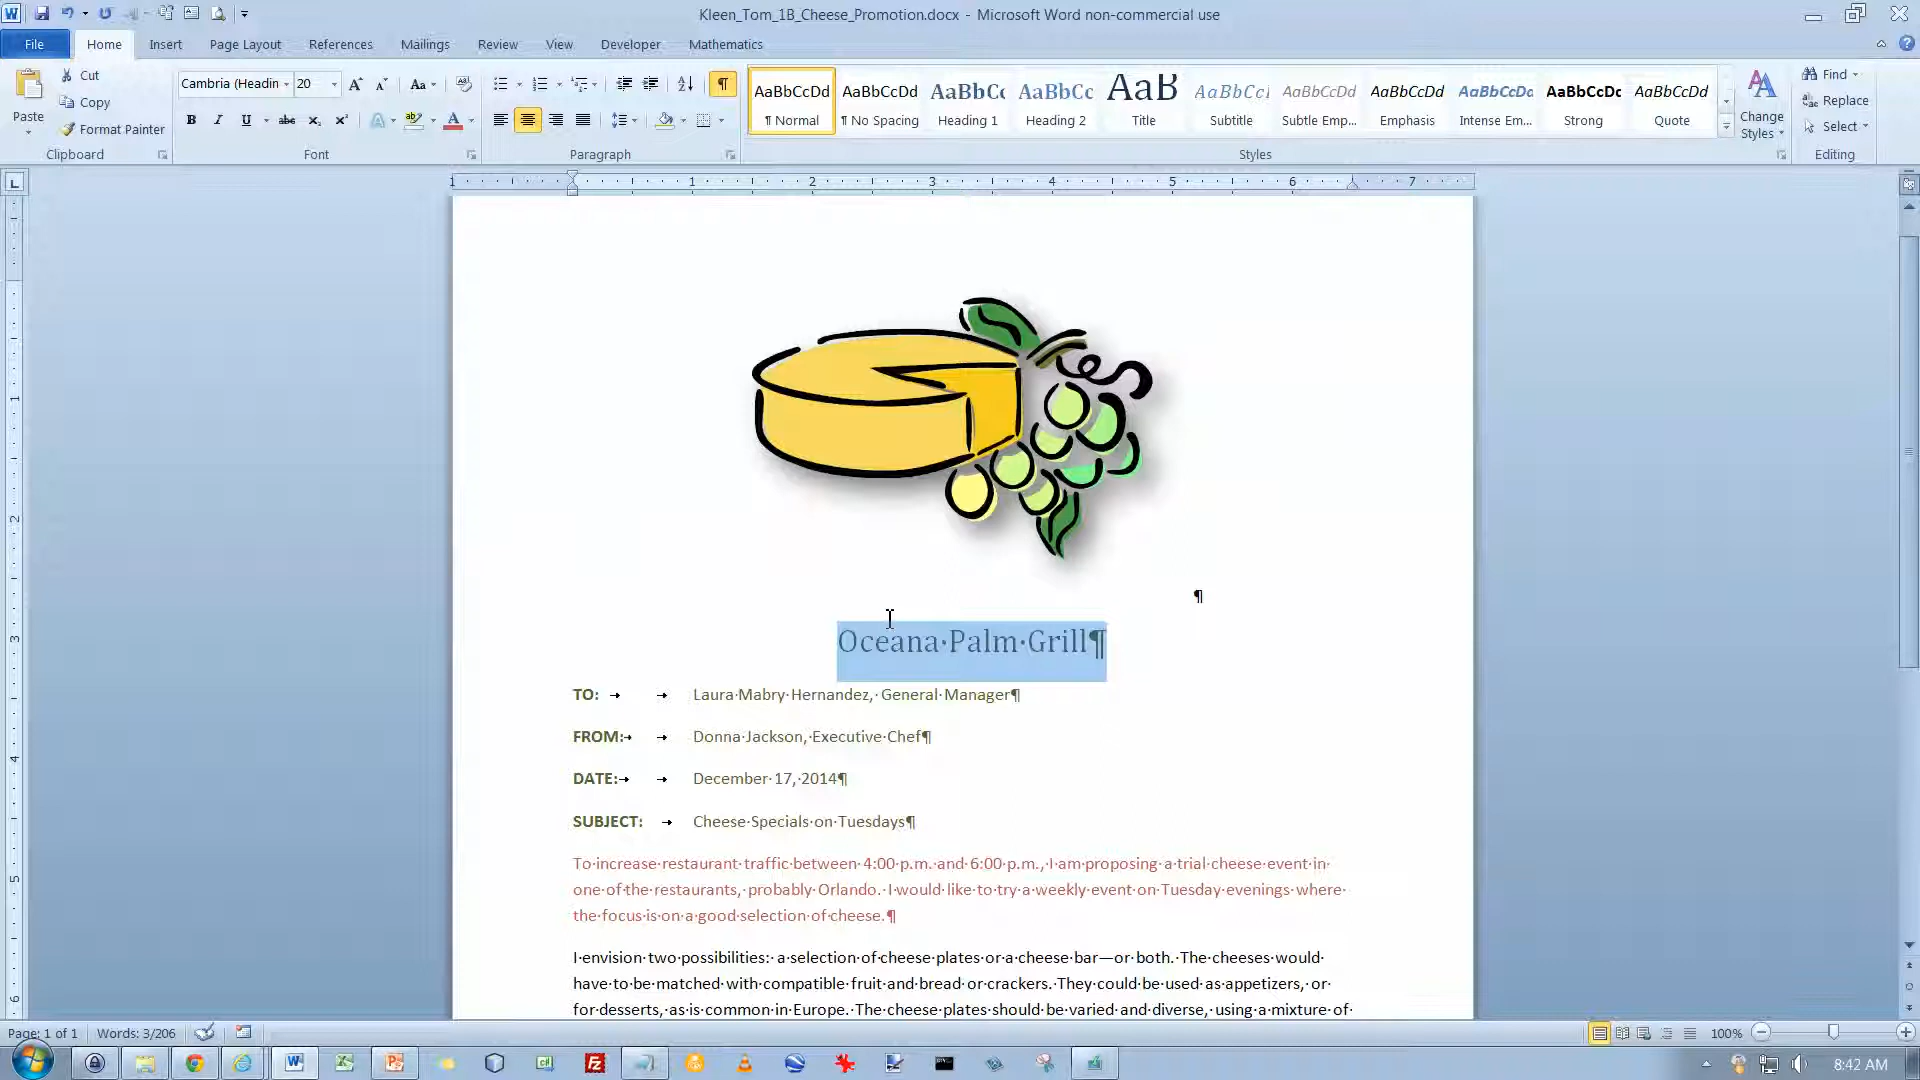 Kleen_Tom_1B_Cheese_Promotion.docx - Microsoft Word non-commercial use
File Home Insert Page Layout References Mailings Review View Developer Mathematics
Paste
Cut
Copy
Format Painter
Clipboard
Cambria (Headin 20
Font
Paragraph
AaBbCcDd AaBbCcDd AaBbCc AaBbCc AaB AaBbCcI AaBbCcDd AaBbCcDd AaBbCcDd AaBbCcDc AaBbCcDd
¶ Normal ¶ No Spacing Heading 1 Heading 2 Title Subtitle Subtle Emp... Emphasis Intense Em... Strong Quote
Styles
Change Styles
Find
Replace
Select
Editing
1 1 2 3 4 5 6 7
¶
Oceana·Palm·Grill¶
TO: → → Laura·Mabry·Hernandez,·General·Manager¶
FROM:→ → Donna·Jackson,·Executive·Chef¶
DATE:→ → December·17,·2014¶
SUBJECT: → Cheese·Specials·on·Tuesdays¶
To·increase·restaurant·traffic·between·4:00·p.m.·and·6:00·p.m.,·I·am·proposing·a·trial·cheese·event·in·
one·of·the·restaurants,·probably·Orlando.·I·would·like·to·try·a·weekly·event·on·Tuesday·evenings·where·
the·focus·is·on·a·good·selection·of·cheese.¶
I·envision·two·possibilities:·a·selection·of·cheese·plates·or·a·cheese·bar—or·both.·The·cheeses·would·
have·to·be·matched·with·compatible·fruit·and·bread·or·crackers.·They·could·be·used·as·appetizers,·or·
for·desserts,·as·is·common·in·Europe.·The·cheese·plates·should·be·varied·and·diverse,·using·a·mixture·of·
Page: 1 of 1 Words: 3/206 100%
8:42 AM